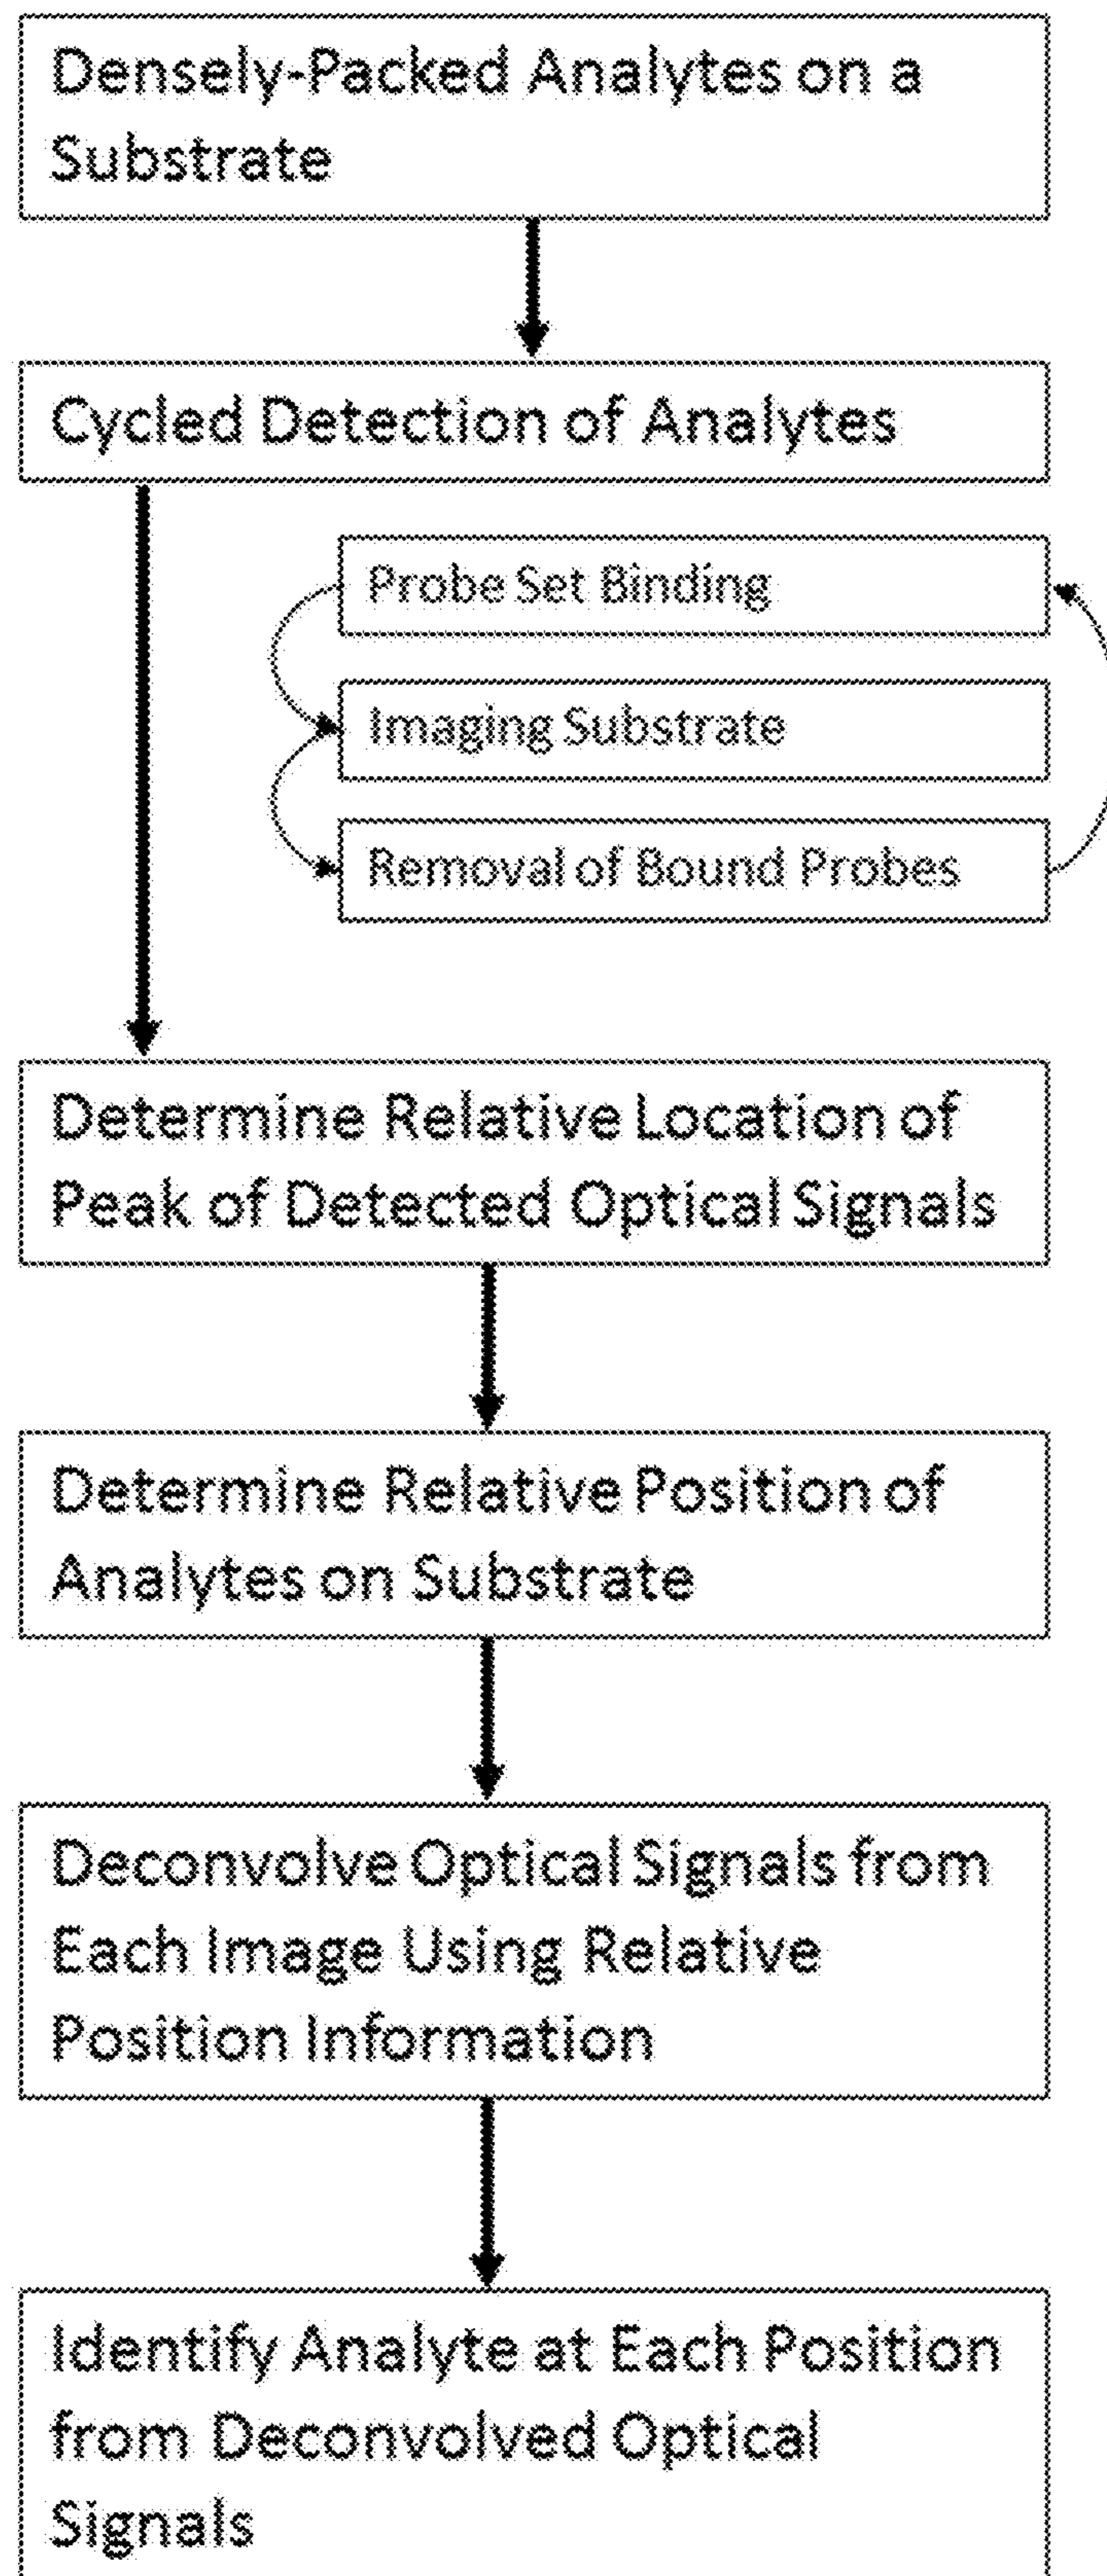 Densely-Packed Analytes on a
Substrate
Cycled Detection of Analytes
Probe Set Binding
Imaging Substrate
Removal of Bound Probes
Determine Relative Location of
Peak of Detected Optical Signals
Determine Relative Position of
Analytes on Substrate
Deconvolve Optical Signals from
Each Image Using Relative
Position Information
Identify Analyte at Each Position
from Deconvolved Optical
Signals